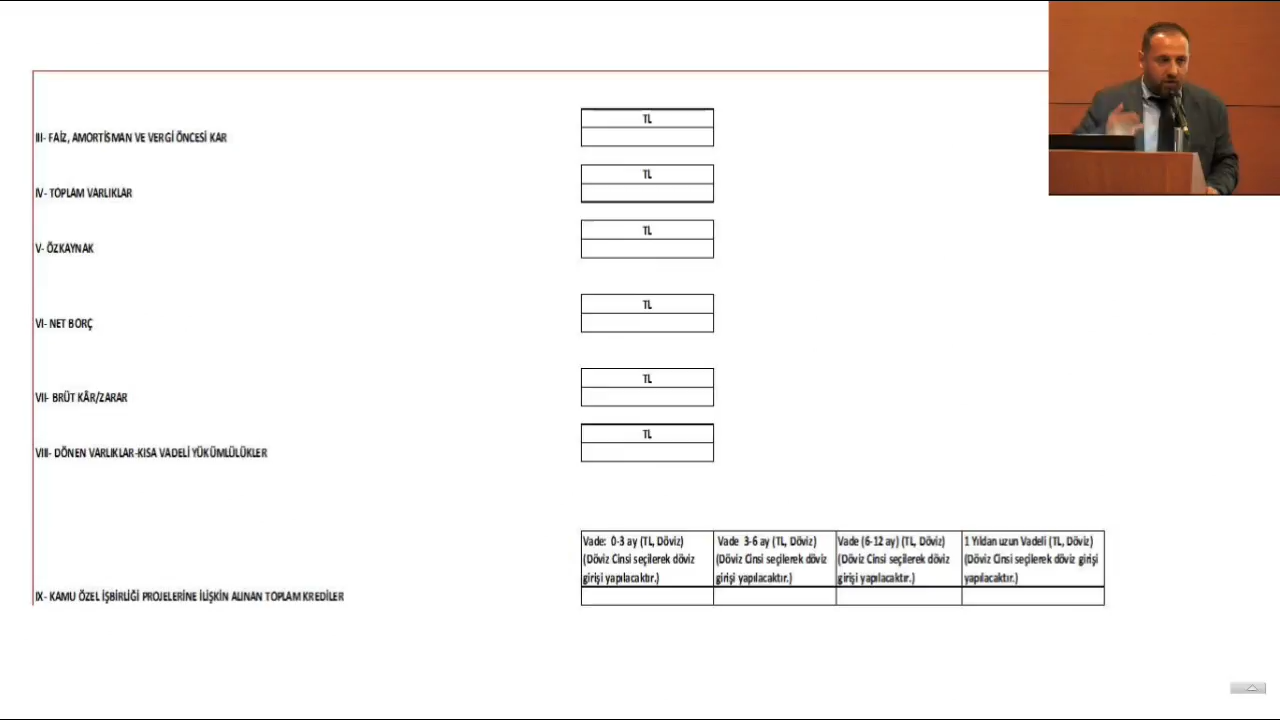 TL
III- FAİZ, AMORTİSMAN VE VERGİ ÖNCESİ KAR
TL
IV- TOPLAM VARLIKLAR
TL
V- ÖZKAYNAK
TL
VI- NET BORÇ
TL
VII- BRÜT KÂR/ZARAR
TL
VIII- DÖNEN VARLIKLAR-KISA VADELİ YÜKÜMLÜLÜKLER
Vade: 0-3 ay (TL, Döviz)
(Döviz Cinsi seçilerek döviz
girişi yapılacaktır.)
Vade 3-6 ay (TL, Döviz)
(Döviz Cinsi seçilerek döviz
girişi yapılacaktır.)
Vade (6-12 ay) (TL, Döviz)
(Döviz Cinsi seçilerek döviz
girişi yapılacaktır.)
1 Yıldan uzun Vadeli (TL, Döviz)
(Döviz Cinsi seçilerek döviz girişi
yapılacaktır.)
IX- KAMU ÖZEL İŞBİRLİĞİ PROJELERİNE İLİŞKİN ALINAN TOPLAM KREDİLER